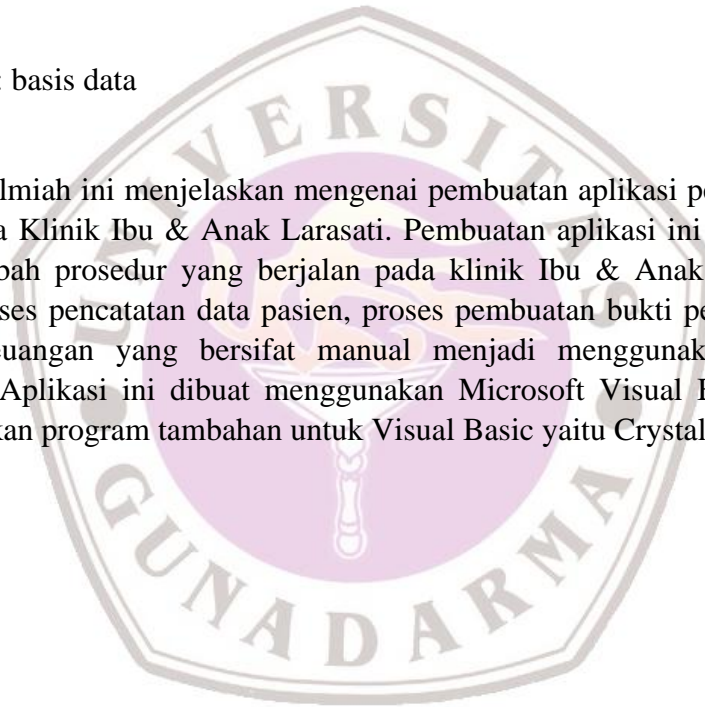 : basis data
lmiah ini menjelaskan mengenai pembuatan aplikasi pe
a Klinik Ibu & Anak Larasati. Pembuatan aplikasi ini
bah prosedur yang berjalan pada klinik Ibu & Anak
ses pencatatan data pasien, proses pembuatan bukti pe
euangan yang bersifat manual menjadi menggunak
Aplikasi ini dibuat menggunakan Microsoft Visual B
kan program tambahan untuk Visual Basic yaitu Crystal
UNIVERSITAS
GUNADARMA